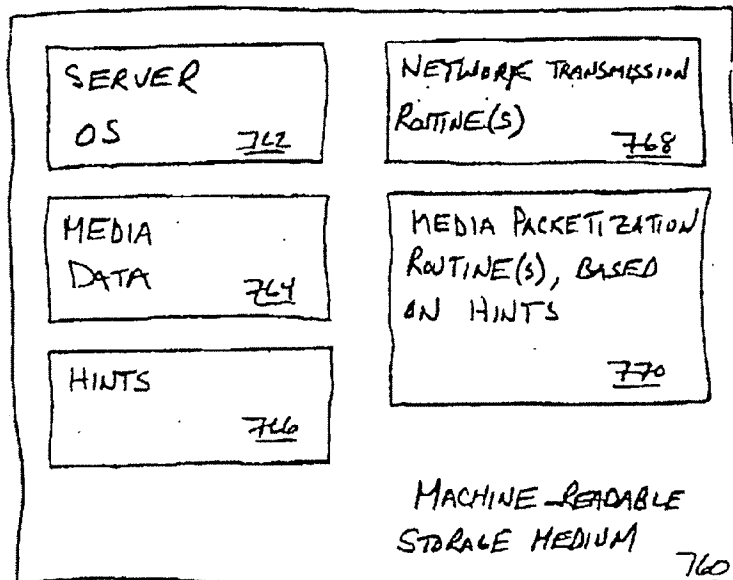 SERVER
OS 762
MEDIA
DATA 764
HINTS
766
NETWORK TRANSMISSION
ROUTINE(S)
768
MEDIA PACKETIZATION
ROUTINE(S), BASED
ON HINTS
770
MACHINE-READABLE
STORAGE MEDIUM
760